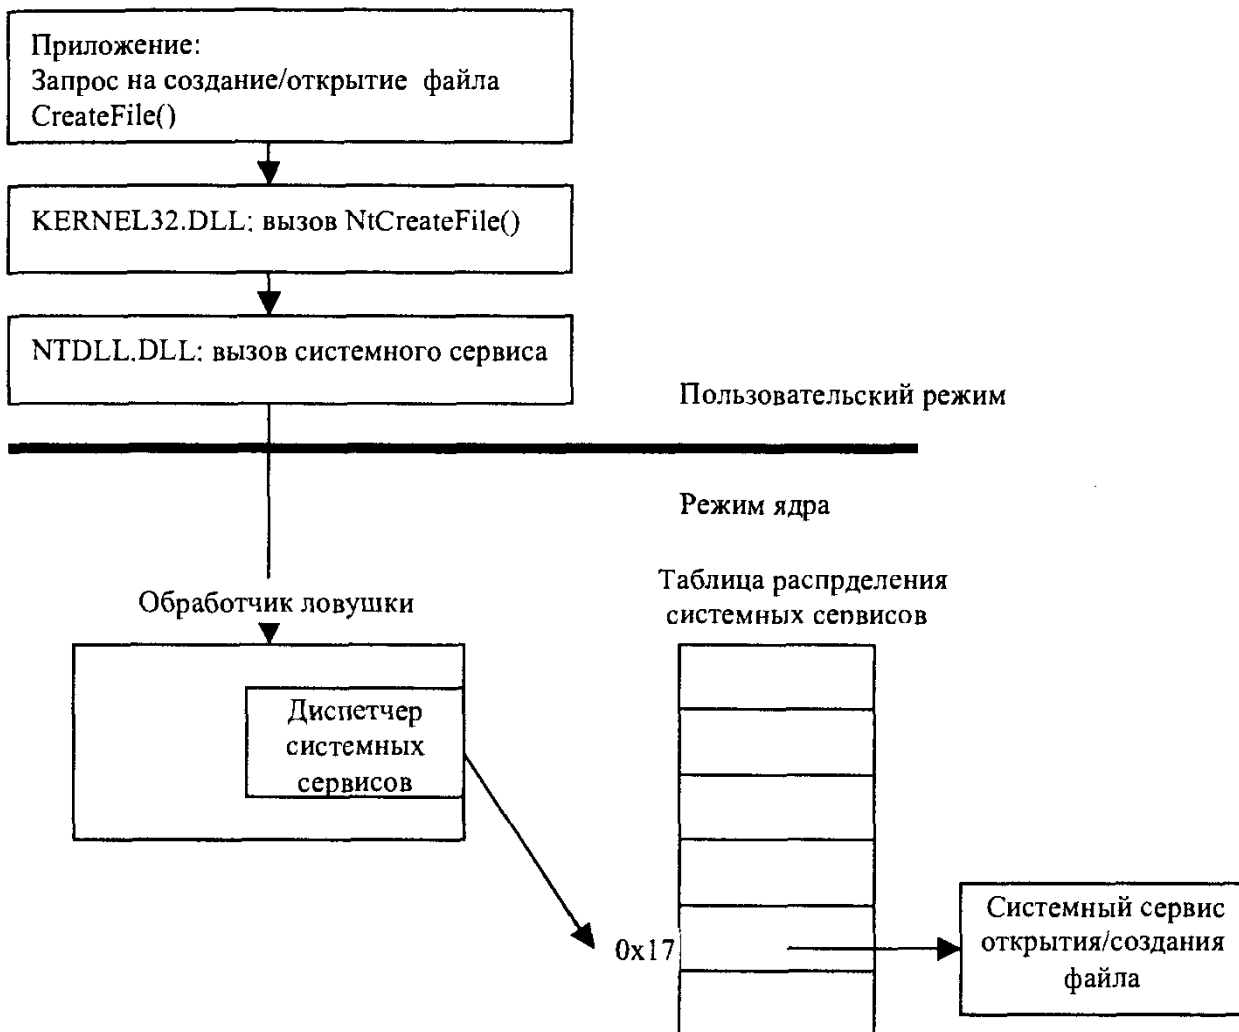 Приложение:
Запрос на создание/открытие файла
CreateFile()
KERNEL32.DLL: вызов NtCreateFile()
NTDLL.DLL: вызов системного сервиса
Пользовательский режим
Режим ядра
Обработчик ловушки
Таблица распрделения
системных сервисов
Диспетчер
системных
сервисов
0x17
Системный сервис
открытия/создания
файла